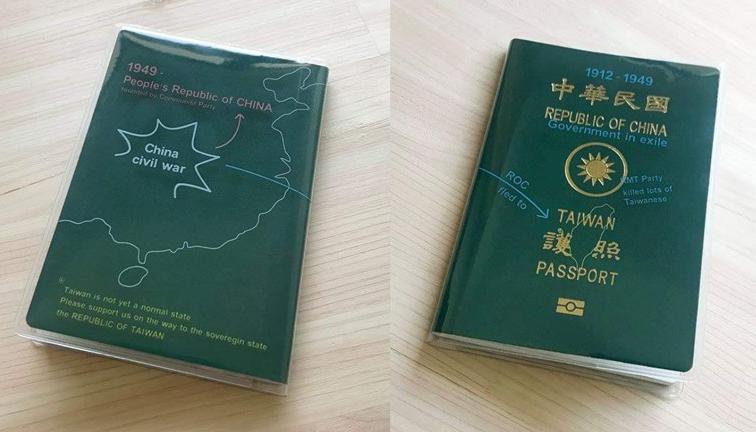 1949 -
People's Republic of CHINA
founded by Communist Party
China
civil war
*
Taiwan is not yet a normal state
Please support us on the way to the soveregin state
the REPUBLIC OF TAIWAN
1912 - 1949
中華民國
REPUBLIC OF CHINA
Government in exile
KMT Party
killed lots of
Taiwanese
ROC
fled to
TAIWAN
護照
PASSPORT